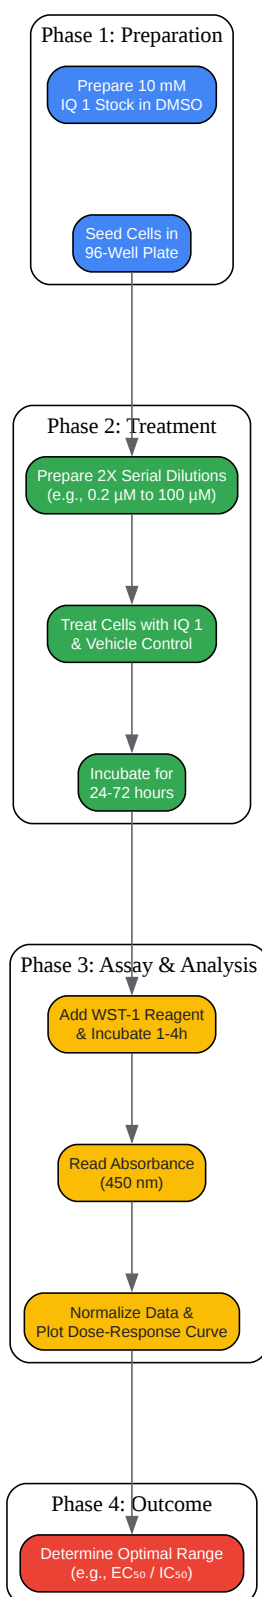 Phase 1: Preparation
Prepare 10 mM
IQ 1 Stock in DMSO
Seed Cells in
96-Well Plate
Phase 2: Treatment
Prepare 2X Serial Dilutions
(e.g., 0.2 µM to 100 µM)
Treat Cells with IQ 1
& Vehicle Control
Incubate for
24-72 hours
Phase 3: Assay & Analysis
Add WST-1 Reagent
& Incubate 1-4h
Read Absorbance
(450 nm)
Normalize Data &
Plot Dose-Response Curve
Phase 4: Outcome
Determine Optimal Range
(e.g., EC₅₀ / IC₅₀)